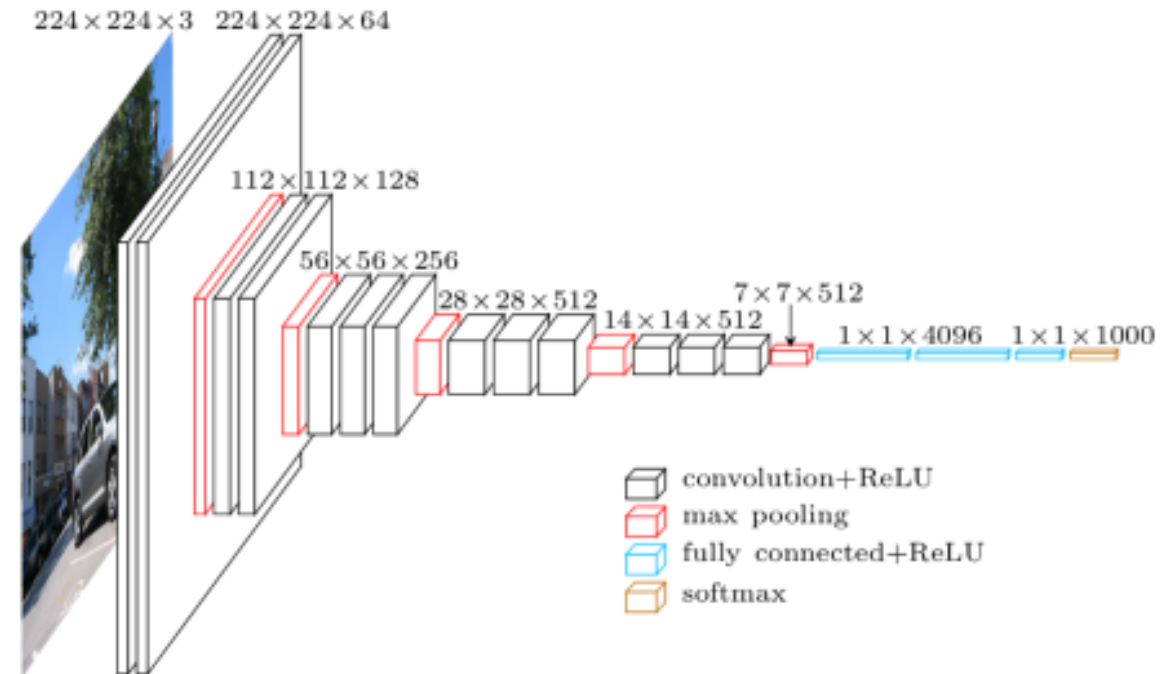 224 × 224 × 3
224 × 224 × 64
112 × 112 × 128
56 × 56 × 256
28 × 28 × 512
14 × 14 × 512
7 × 7 × 512
1 × 1 × 4096
1 × 1 × 1000
convolution+ReLU
max pooling
fully connected+ReLU
softmax